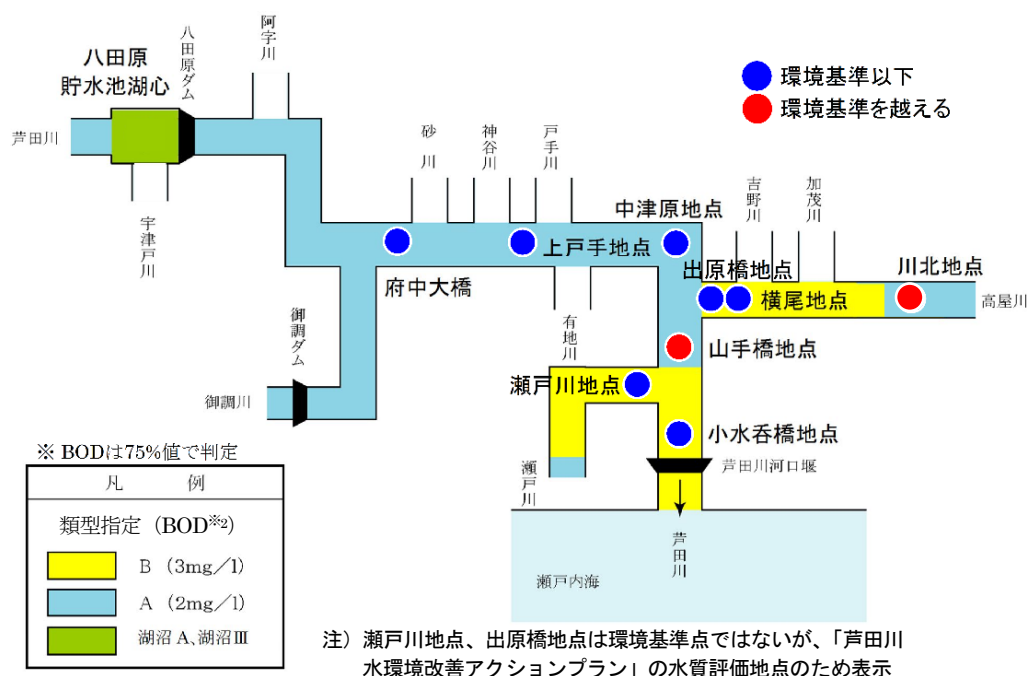 八田原
貯水池湖心
八田原ダム
阿字川
環境基準以下
環境基準を越える
芦田川
宇津戸川
砂川
神谷川
戸手川
中津原地点
吉野川
加茂川
上戸手地点
府中大橋
出原橋地点
横尾地点
川北地点
高屋川
御調ダム
有地川
山手橋地点
瀬戸川地点
御調川
小水呑橋地点
芦田川河口堰
瀬戸川
芦田川
瀬戸内海
※ BODは75%値で判定
凡 例
類型指定（BOD※2）
B （3mg／l）
A （2mg／l）
湖沼 A、湖沼Ⅲ
注）瀬戸川地点、出原橋地点は環境基準点ではないが、「芦田川
水環境改善アクションプラン」の水質評価地点のため表示